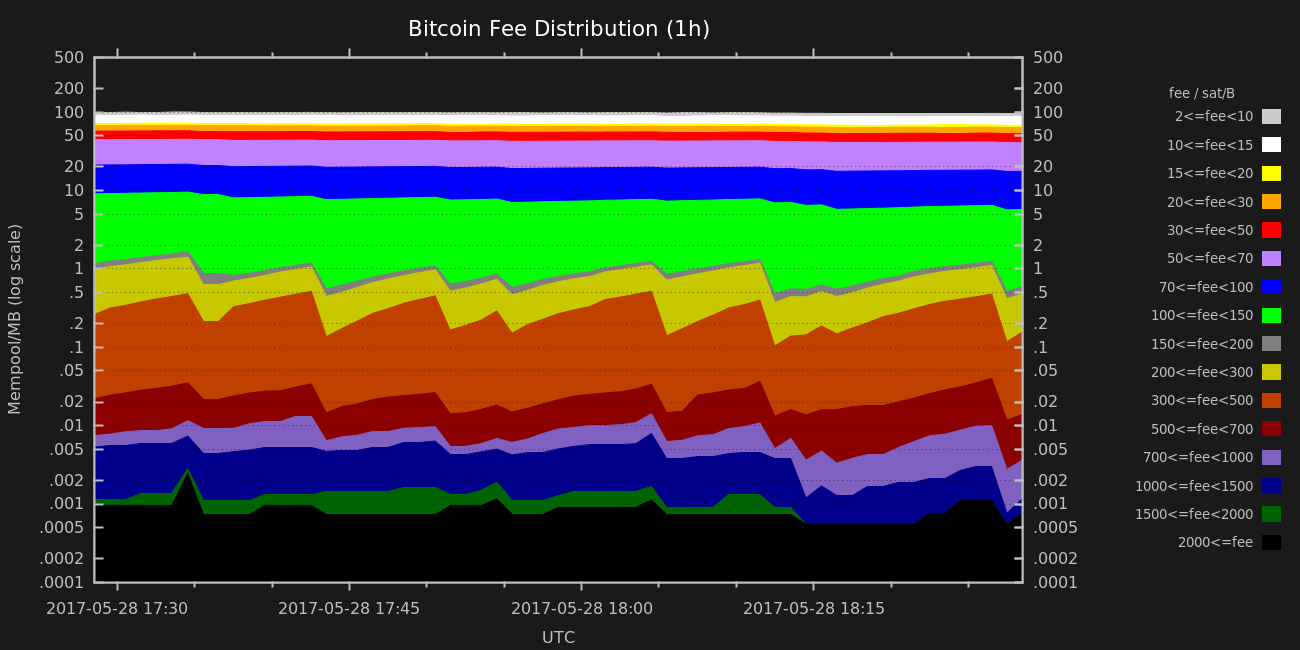 Bitcoin Fee Distribution (1h)
500 500
200 200
100 100
50 50
20 20
10 10
5 5
2 2
1 1
.5 .5
.2 .2
.1 .1
.05 .05
.02 .02
.01 .01
.005 .005
.002 .002
.001 .001
.0005 .0005
.0002 .0002
.0001 .0001
Mempool/MB (log scale)
2017-05-28 17:30 2017-05-28 17:45 2017-05-28 18:00 2017-05-28 18:15
UTC
fee / sat/B
2<=fee<10
10<=fee<15
15<=fee<20
20<=fee<30
30<=fee<50
50<=fee<70
70<=fee<100
100<=fee<150
150<=fee<200
200<=fee<300
300<=fee<500
500<=fee<700
700<=fee<1000
1000<=fee<1500
1500<=fee<2000
2000<=fee